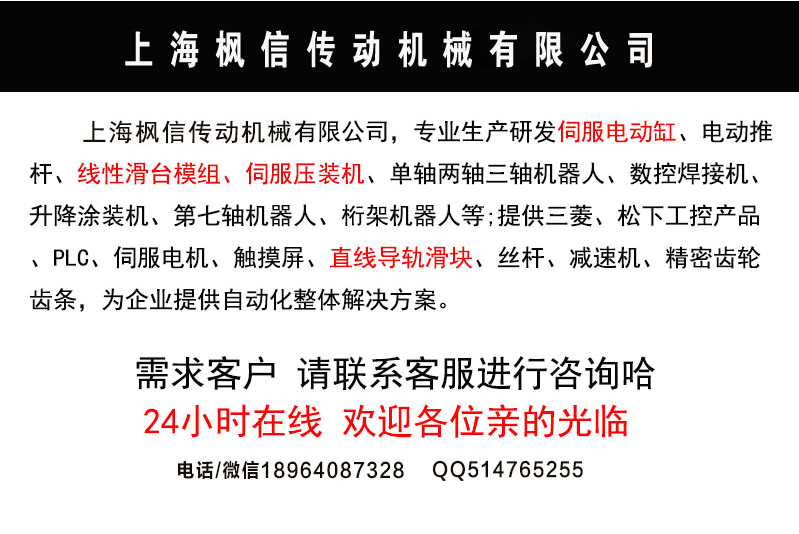 上海枫信传动机械有限公司
上海枫信传动机械有限公司，专业生产研发伺服电动缸、电动推
杆、线性滑台模组、伺服压装机、单轴两轴三轴机器人、数控焊接机、
升降涂装机、第七轴机器人、桁架机器人等;提供三菱、松下工控产品
、PLC、伺服电机、触摸屏、直线导轨滑块、丝杆、减速机、精密齿轮
齿条，为企业提供自动化整体解决方案。
需求客户 请联系客服进行咨询哈
24小时在线 欢迎各位亲的光临
电话/微信18964087328 QQ514765255